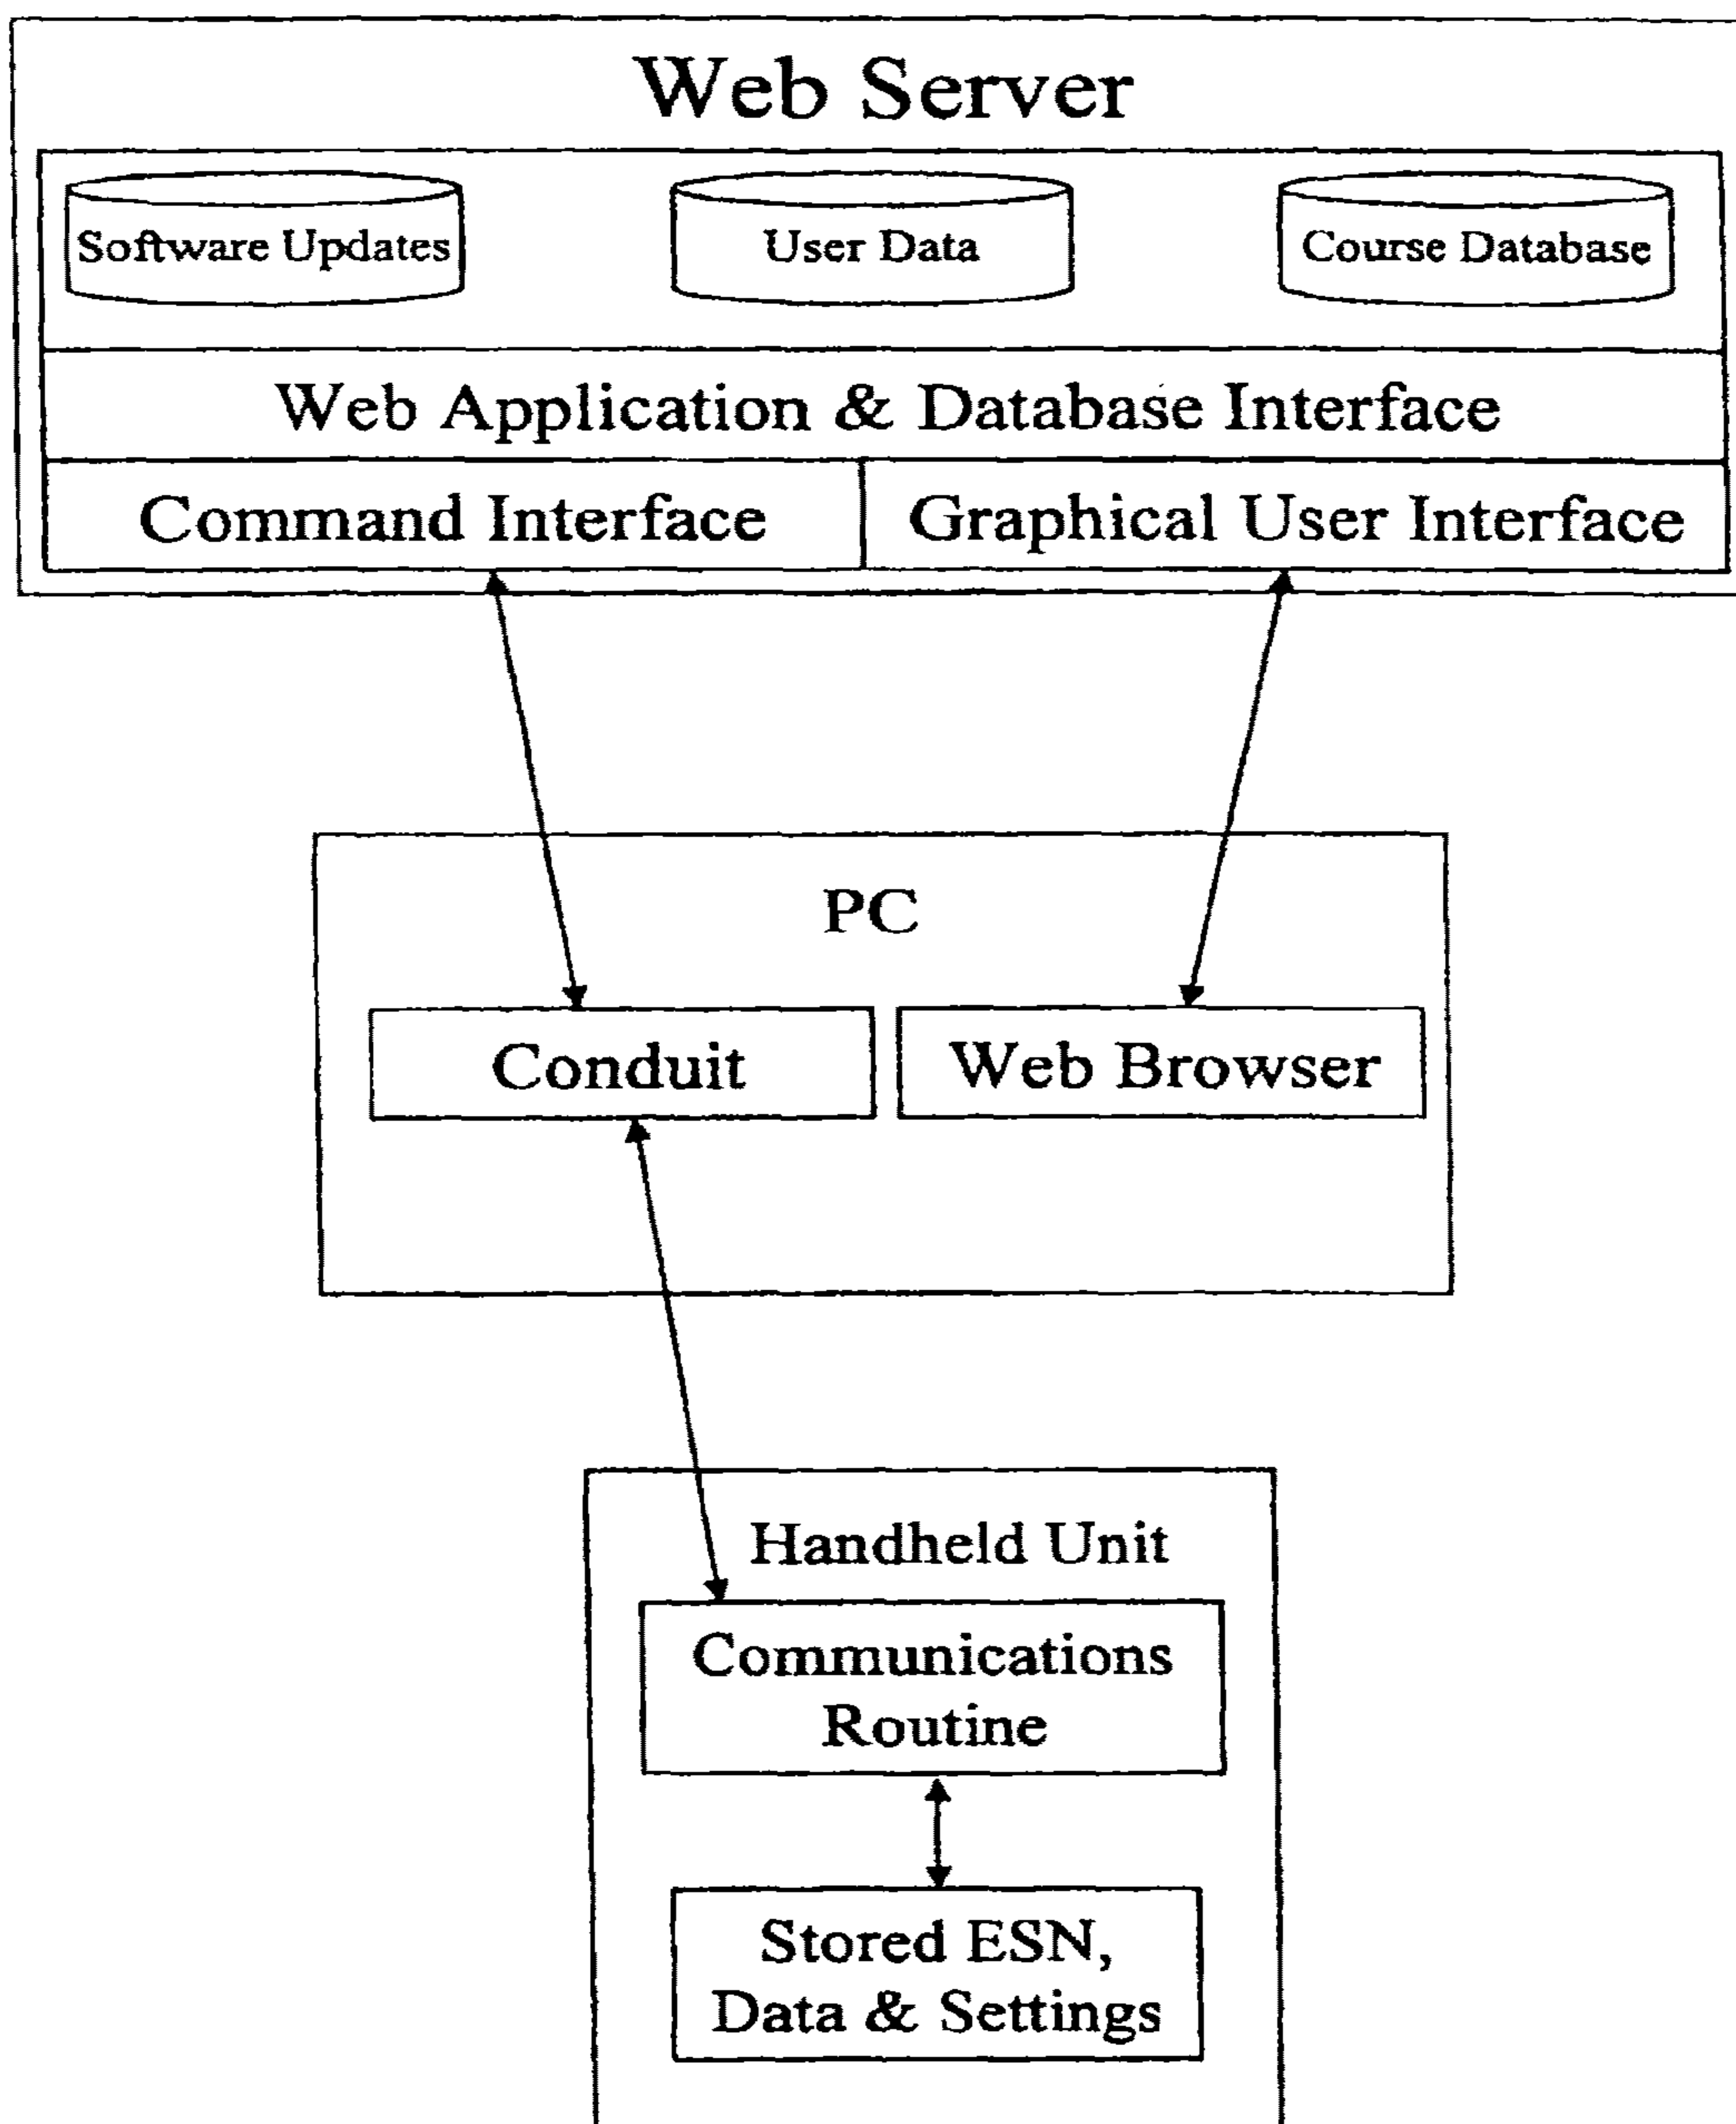 Web Server
Software Updates
User Data
Course Database
Web Application & Database Interface
Command Interface
Graphical User Interface
PC
Conduit
Web Browser
Handheld Unit
Communications
Routine
Stored ESN,
Data & Settings